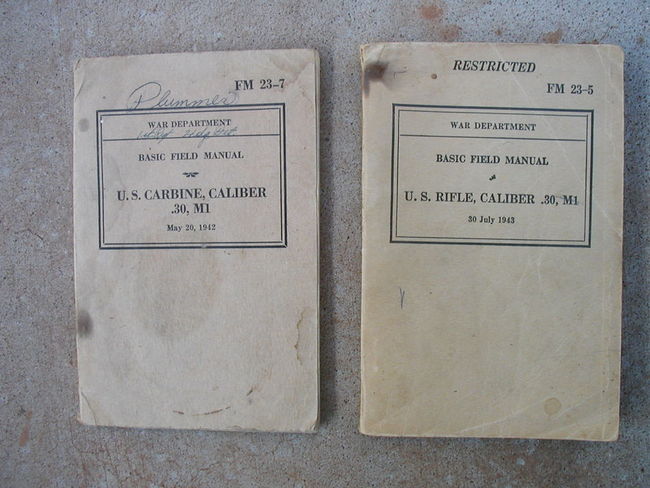 Plummer
FM 23–7
WAR DEPARTMENT
BASIC FIELD MANUAL
U. S. CARBINE, CALIBER
.30, M1
May 20, 1942
RESTRICTED
FM 23–5
WAR DEPARTMENT
BASIC FIELD MANUAL
U. S. RIFLE, CALIBER .30, M1
30 July 1943